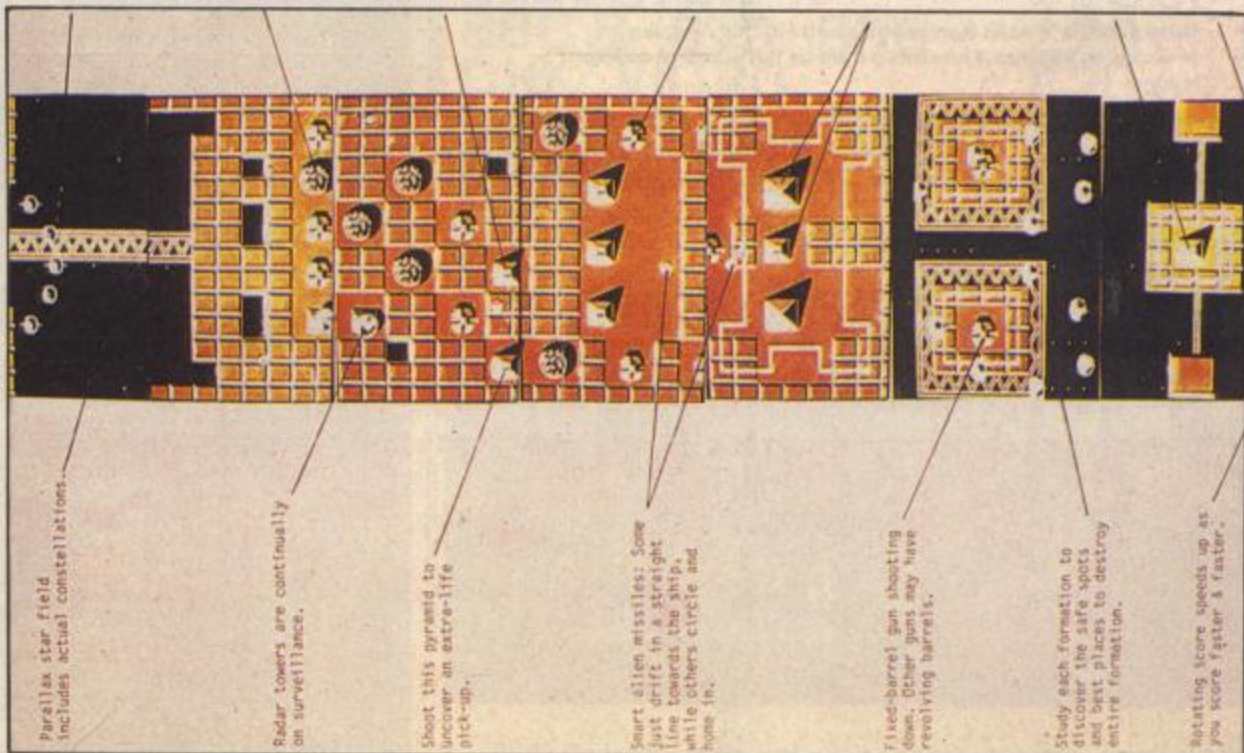 Parallax star field
includes actual constellations.
Radar towers are continually
on surveillance.
Shoot this pyramid to
uncover an extra-life
pick-up.
Smart alien missiles: Some
just drift in a straight
line towards the ship,
while others circle and
home in.
Fixed-barrel gun shooting
down. Other guns may have
revolving barrels.
Study each formation to
discover the safe spots
and best places to destroy
entire formation.
Rotating score speeds up as
you score faster & faster.